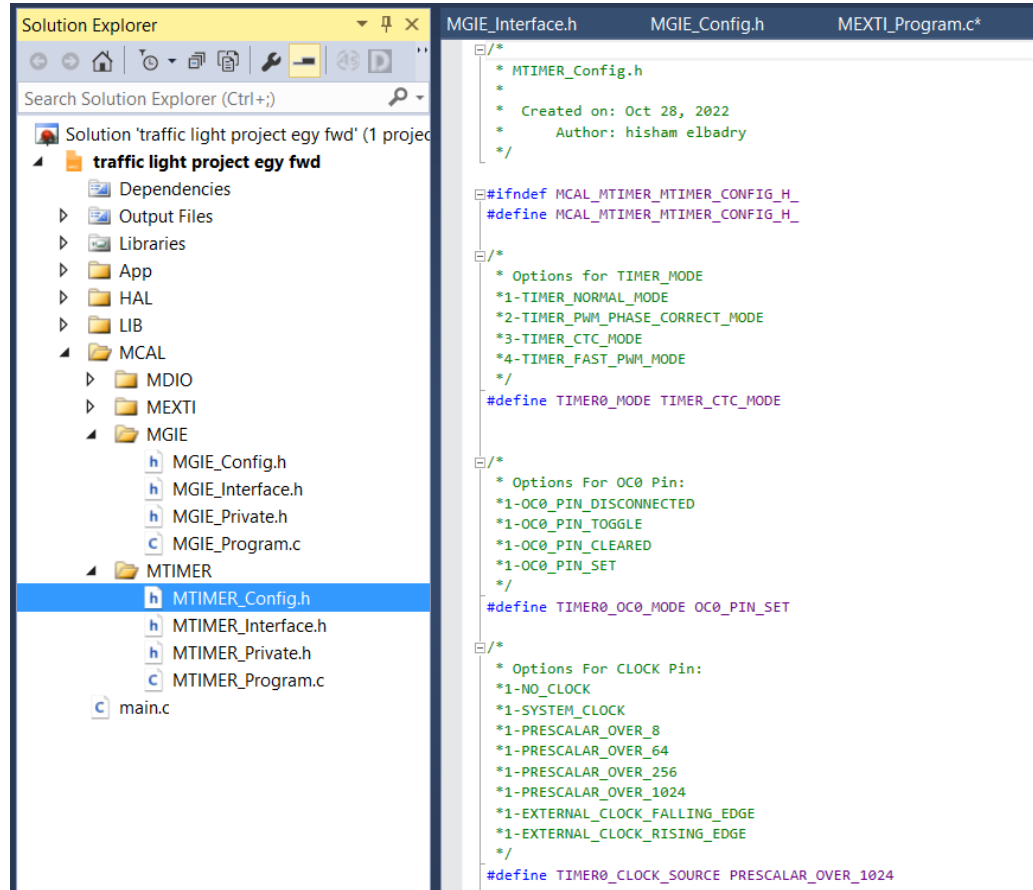 Solution Explorer
Search Solution Explorer (Ctrl+;)
Solution 'traffic light project egy fwd' (1 projec
traffic light project egy fwd
Dependencies
Output Files
Libraries
App
HAL
LIB
MCAL
MDIO
MEXTI
MGIE
MGIE_Config.h
MGIE_Interface.h
MGIE_Private.h
MGIE_Program.c
MTIMER
MTIMER_Config.h
MTIMER_Interface.h
MTIMER_Private.h
MTIMER_Program.c
main.c
MGIE_Interface.h MGIE_Config.h MEXTI_Program.c*
/*
* MTIMER_Config.h
*
* Created on: Oct 28, 2022
* Author: hisham elbadry
*/
#ifndef MCAL_MTIMER_MTIMER_CONFIG_H_
#define MCAL_MTIMER_MTIMER_CONFIG_H_
/*
* Options for TIMER_MODE
*1-TIMER_NORMAL_MODE
*2-TIMER_PWM_PHASE_CORRECT_MODE
*3-TIMER_CTC_MODE
*4-TIMER_FAST_PWM_MODE
*/
#define TIMER0_MODE TIMER_CTC_MODE
/*
* Options For OC0 Pin:
*1-OC0_PIN_DISCONNECTED
*1-OC0_PIN_TOGGLE
*1-OC0_PIN_CLEARED
*1-OC0_PIN_SET
*/
#define TIMER0_OC0_MODE OC0_PIN_SET
/*
* Options For CLOCK Pin:
*1-NO_CLOCK
*1-SYSTEM_CLOCK
*1-PRESCALAR_OVER_8
*1-PRESCALAR_OVER_64
*1-PRESCALAR_OVER_256
*1-PRESCALAR_OVER_1024
*1-EXTERNAL_CLOCK_FALLING_EDGE
*1-EXTERNAL_CLOCK_RISING_EDGE
*/
#define TIMER0_CLOCK_SOURCE PRESCALAR_OVER_1024